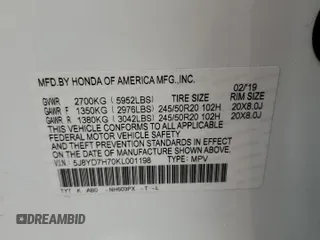 MFD.BY HONDA OF AMERICA MFG.,INC.
02/19
GVWR 2700KG (5952LBS) TIRE SIZE RIM SIZE
GAWR F 1350KG (2976LBS) 245/50R20 102H 20X8.0J
GAWR R 1380KG (3042LBS) 245/50R20 102H 20X8.0J
THIS VEHICLE CONFORMS TO ALL APPLICABLE
FEDERAL MOTOR VEHICLE SAFETY AND THEFT PREVENTION
STANDARDS IN EFFECT ON THE DATE OF
MANUFACTURE SHOWN ABOVE.
V.I.N. 5J8YD7H70KL001198 TYPE: MPV